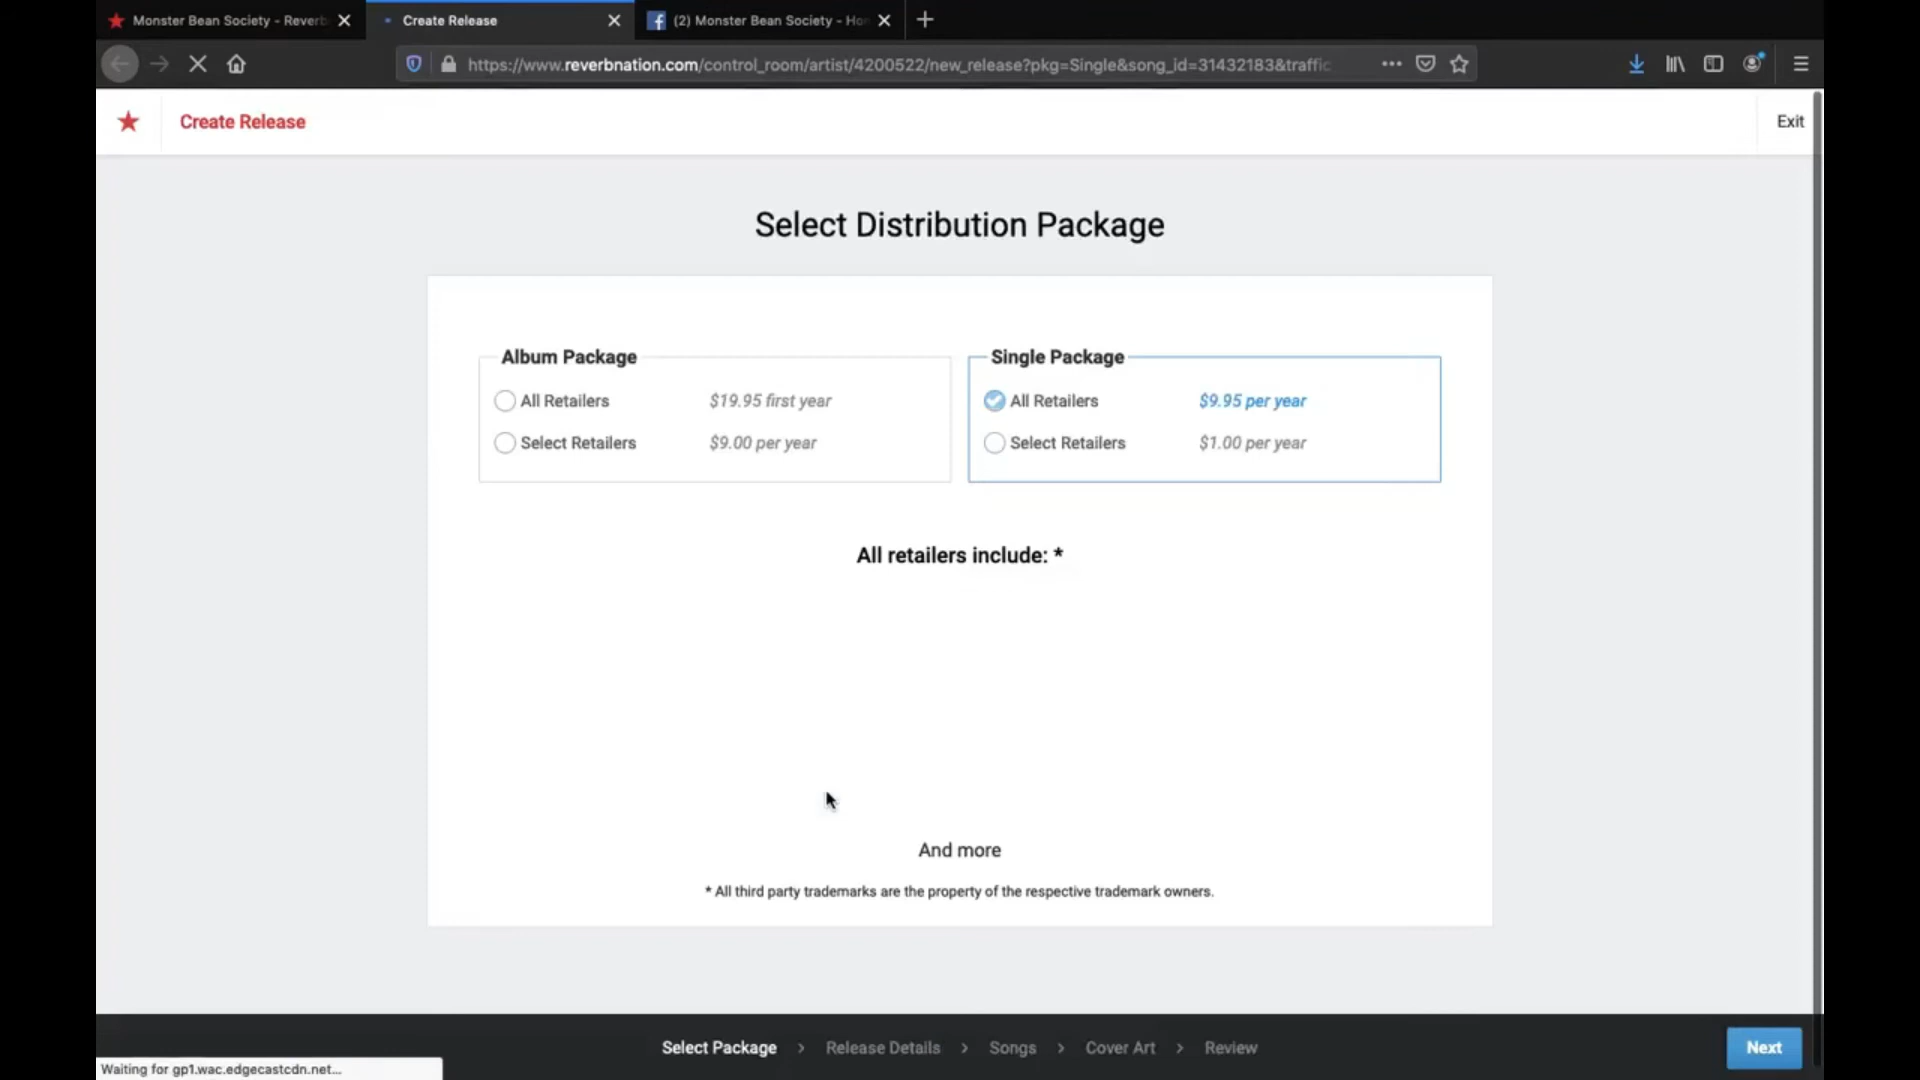 Monster Bean Society - Reverb
Create Release
(2) Monster Bean Society - Ho
https://www.reverbnation.com/control_room/artist/4200522/new_release?pkg=Single&song_id=31432183&traffic
Create Release
Exit
Select Distribution Package
Album Package
All Retailers $19.95 first year
Select Retailers $9.00 per year
Single Package
All Retailers $9.95 per year
Select Retailers $1.00 per year
All retailers include: *
And more
* All third party trademarks are the property of the respective trademark owners.
Select Package > Release Details > Songs > Cover Art > Review
Next
Waiting for gp1.wac.edgecastcdn.net...